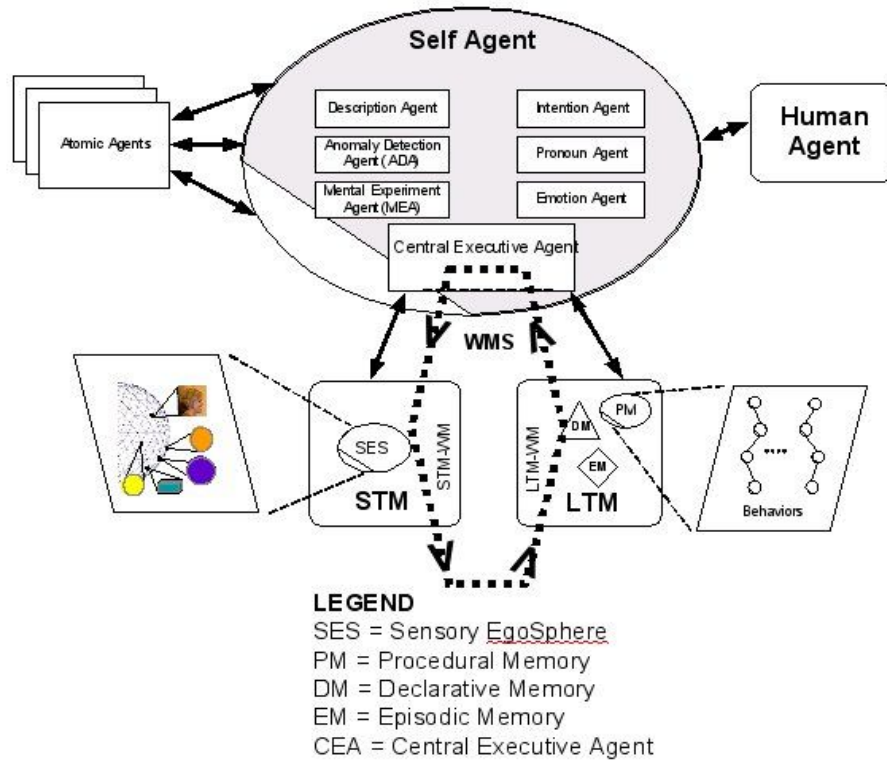 Self Agent
Atomic Agents
Description Agent
Intention Agent
Human
Agent
Anomaly Detection
Agent (ADA)
Pronoun Agent
Mental Experiment
Agent (MEA)
Emotion Agent
Central Executive Agent
WMS
SES
STM-WM
STM
LTM-WM
DM
PM
EM
LTM
Behaviors
LEGEND
SES = Sensory EgoSphere
PM = Procedural Memory
DM = Declarative Memory
EM = Episodic Memory
CEA = Central Executive Agent